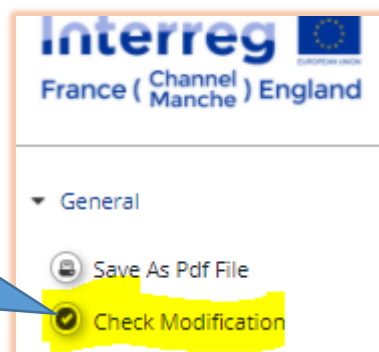 Interreg
EUROPEAN UNION
France ( Channel Manche ) England
General
Save As Pdf File
Check Modification